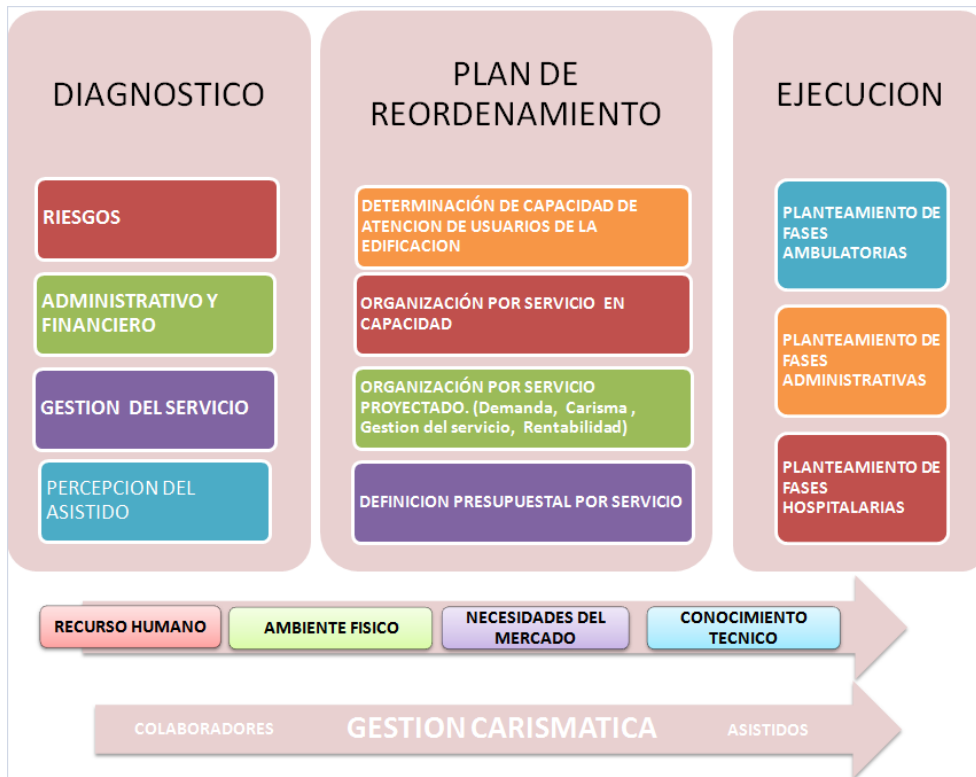 DIAGNOSTICO
RIESGOS
ADMINISTRATIVO Y
FINANCIERO
GESTION DEL SERVICIO
PERCEPCION DEL
ASISTIDO
PLAN DE
REORDENAMIENTO
DETERMINACIÓN DE CAPACIDAD DE
ATENCION DE USUARIOS DE LA
EDIFICACION
ORGANIZACIÓN POR SERVICIO EN
CAPACIDAD
ORGANIZACIÓN POR SERVICIO
PROYECTADO. (Demanda, Carisma ,
Gestion del servicio, Rentabilidad)
DEFINICION PRESUPUESTAL POR SERVICIO
EJECUCION
PLANTEAMIENTO DE
FASES
AMBULATORIAS
PLANTEAMIENTO DE
FASES
ADMINISTRATIVAS
PLANTEAMIENTO DE
FASES
HOSPITALARIAS
RECURSO HUMANO
AMBIENTE FISICO
NECESIDADES DEL
MERCADO
CONOCIMIENTO
TECNICO
COLABORADORES
GESTION CARISMATICA
ASISTIDOS